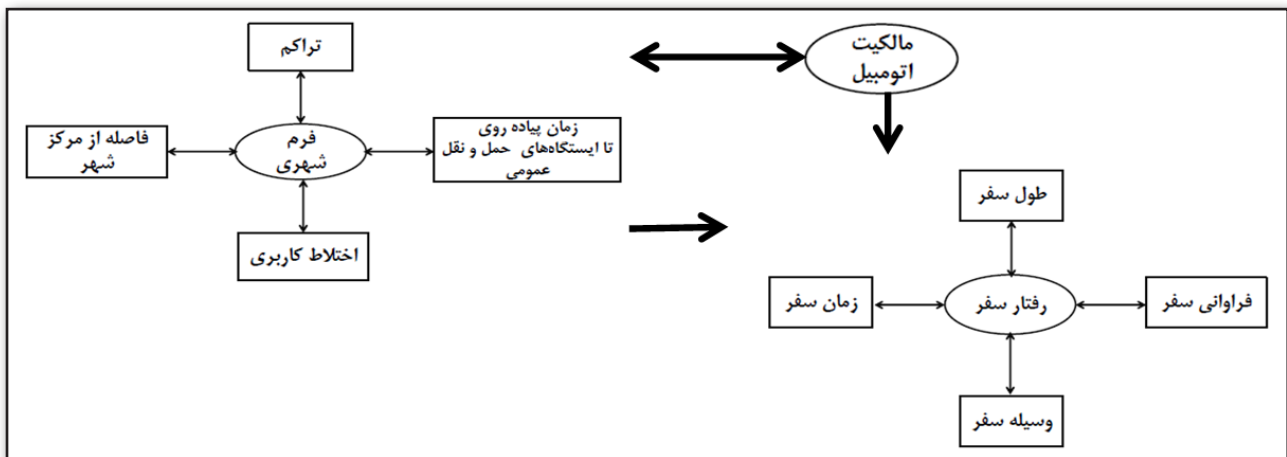 تراکم
فاصله از مرکز
شهر
فرم
شهری
زمان پیاده روی
تا ایستگاه‌های حمل و نقل
عمومی
اختلاط کاربری
مالکیت
اتومبیل
طول سفر
زمان سفر
رفتار سفر
فراوانی سفر
وسیله سفر